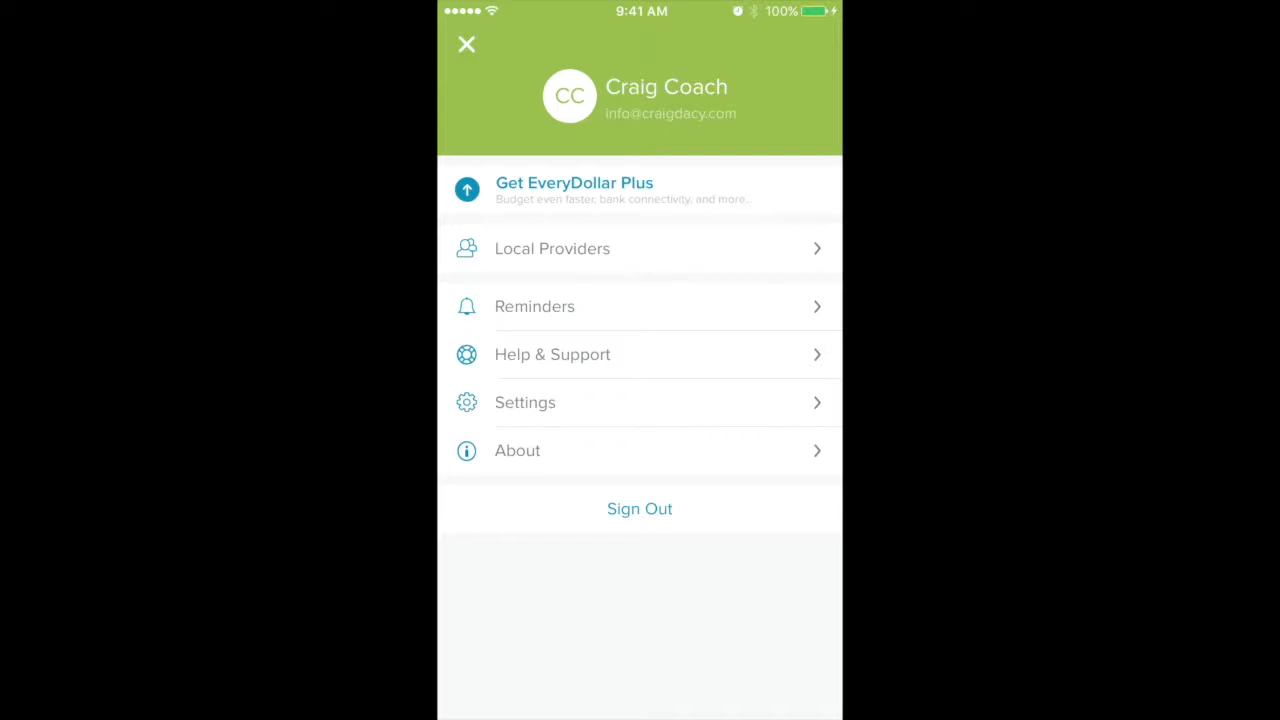 9:41 AM 100%
CC
Craig Coach
info@craigdacy.com
Get EveryDollar Plus
Budget even faster, bank connectivity, and more...
Local Providers
Reminders
Help & Support
Settings
About
Sign Out